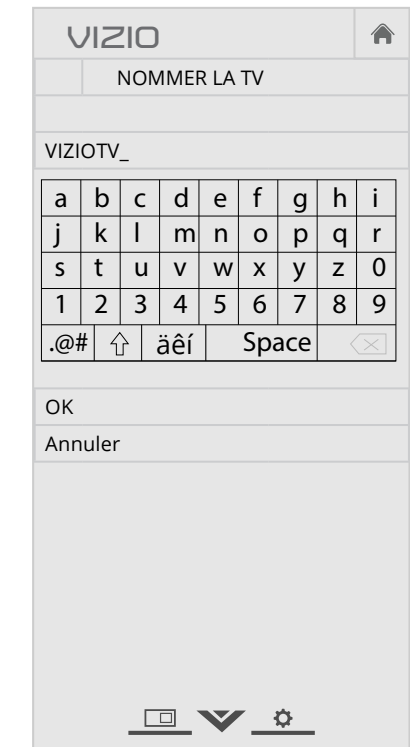 VIZIO
NOMMER LA TV
VIZIOTV_
a b c d e f g h i
j k l m n o p q r
s t u v w x y z 0
1 2 3 4 5 6 7 8 9
.@# äêí Space
OK
Annuler